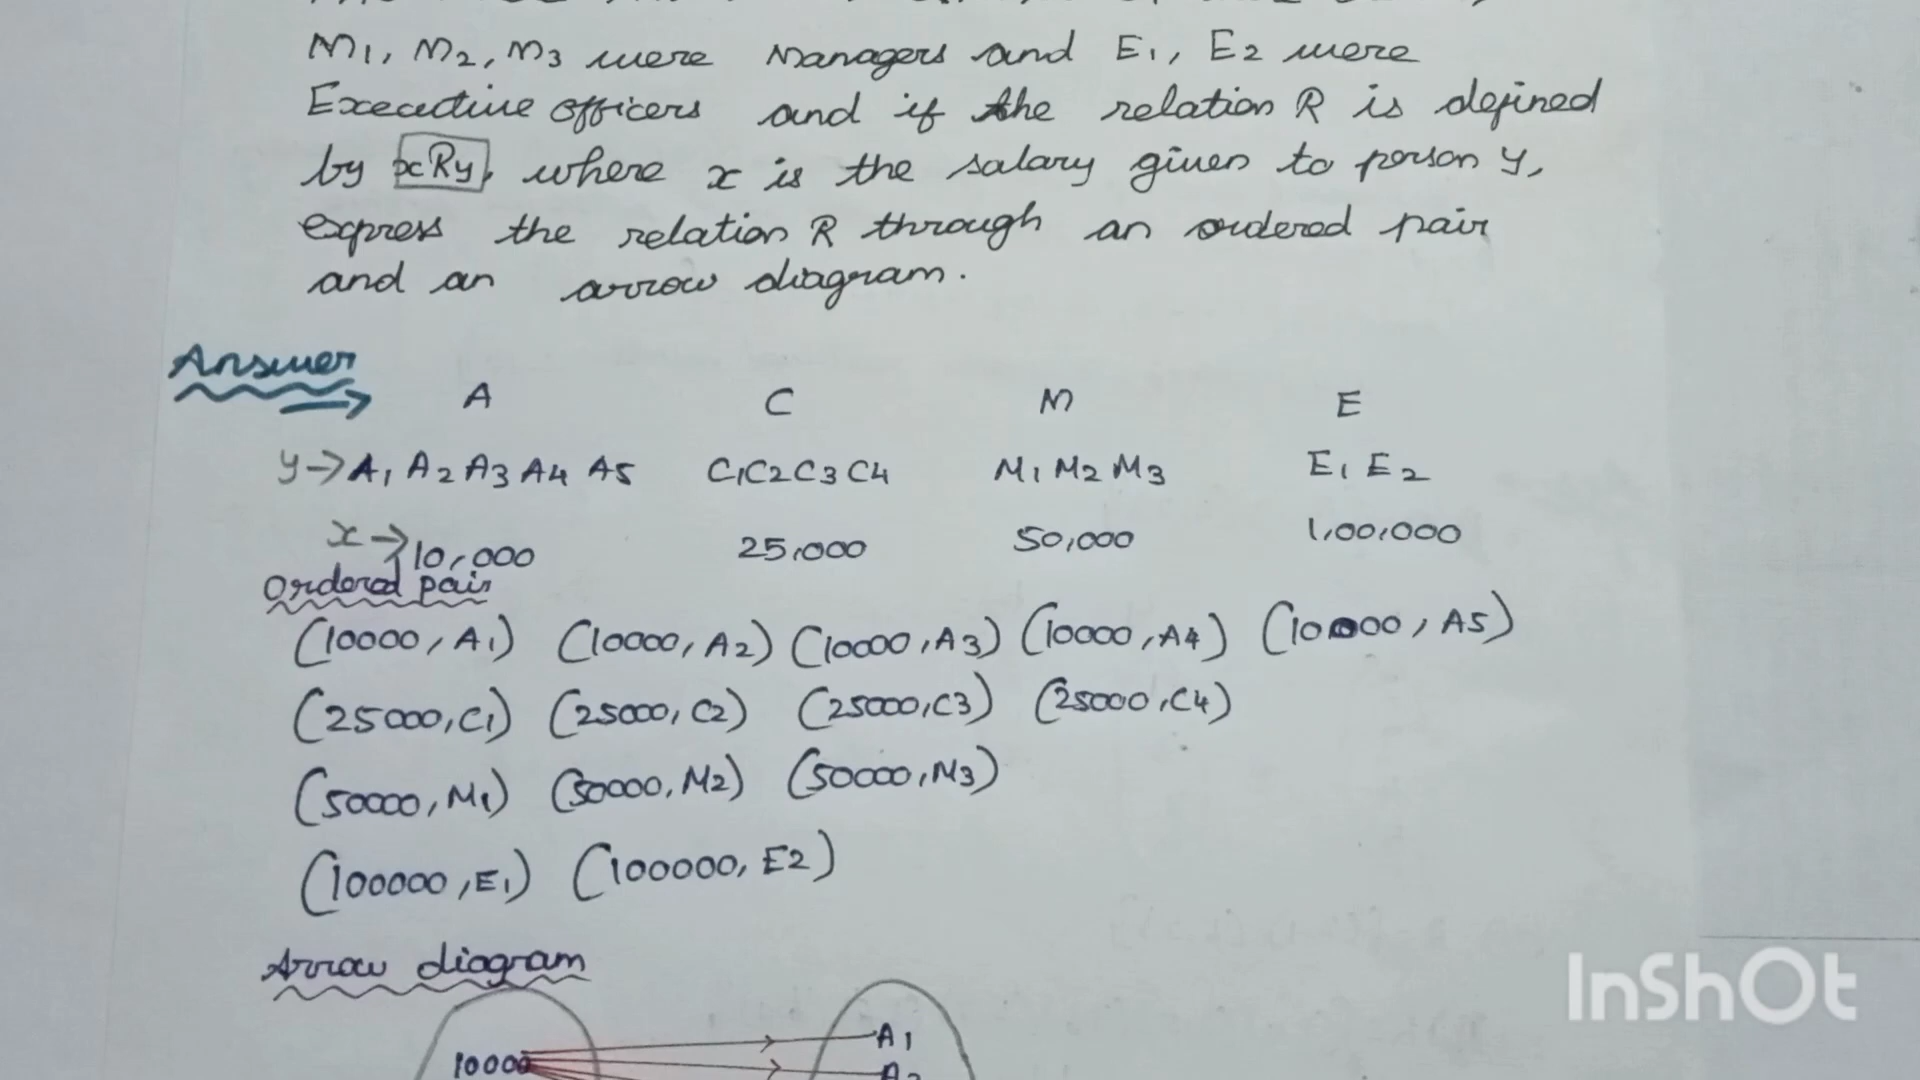 M1, M2, M3 were Managers and E1, E2 were
Executive officers and if the relation R is defined
by xRy, where x is the salary given to person y,
express the relation R through an ordered pair
and an arrow diagram.
Answer
A C M E
y→ A1 A2 A3 A4 A5 C1C2C3C4 M1M2M3 E1 E2
x→ 10,000 25,000 50,000 1,00,000
Ordered pair
(10000, A1) (10000, A2) (10000, A3) (10000, A4) (10000, A5)
(25000, C1) (25000, C2) (25000, C3) (25000, C4)
(50000, M1) (50000, M2) (50000, M3)
(100000, E1) (100000, E2)
Arrow diagram
10000 A1
A2
InShOt